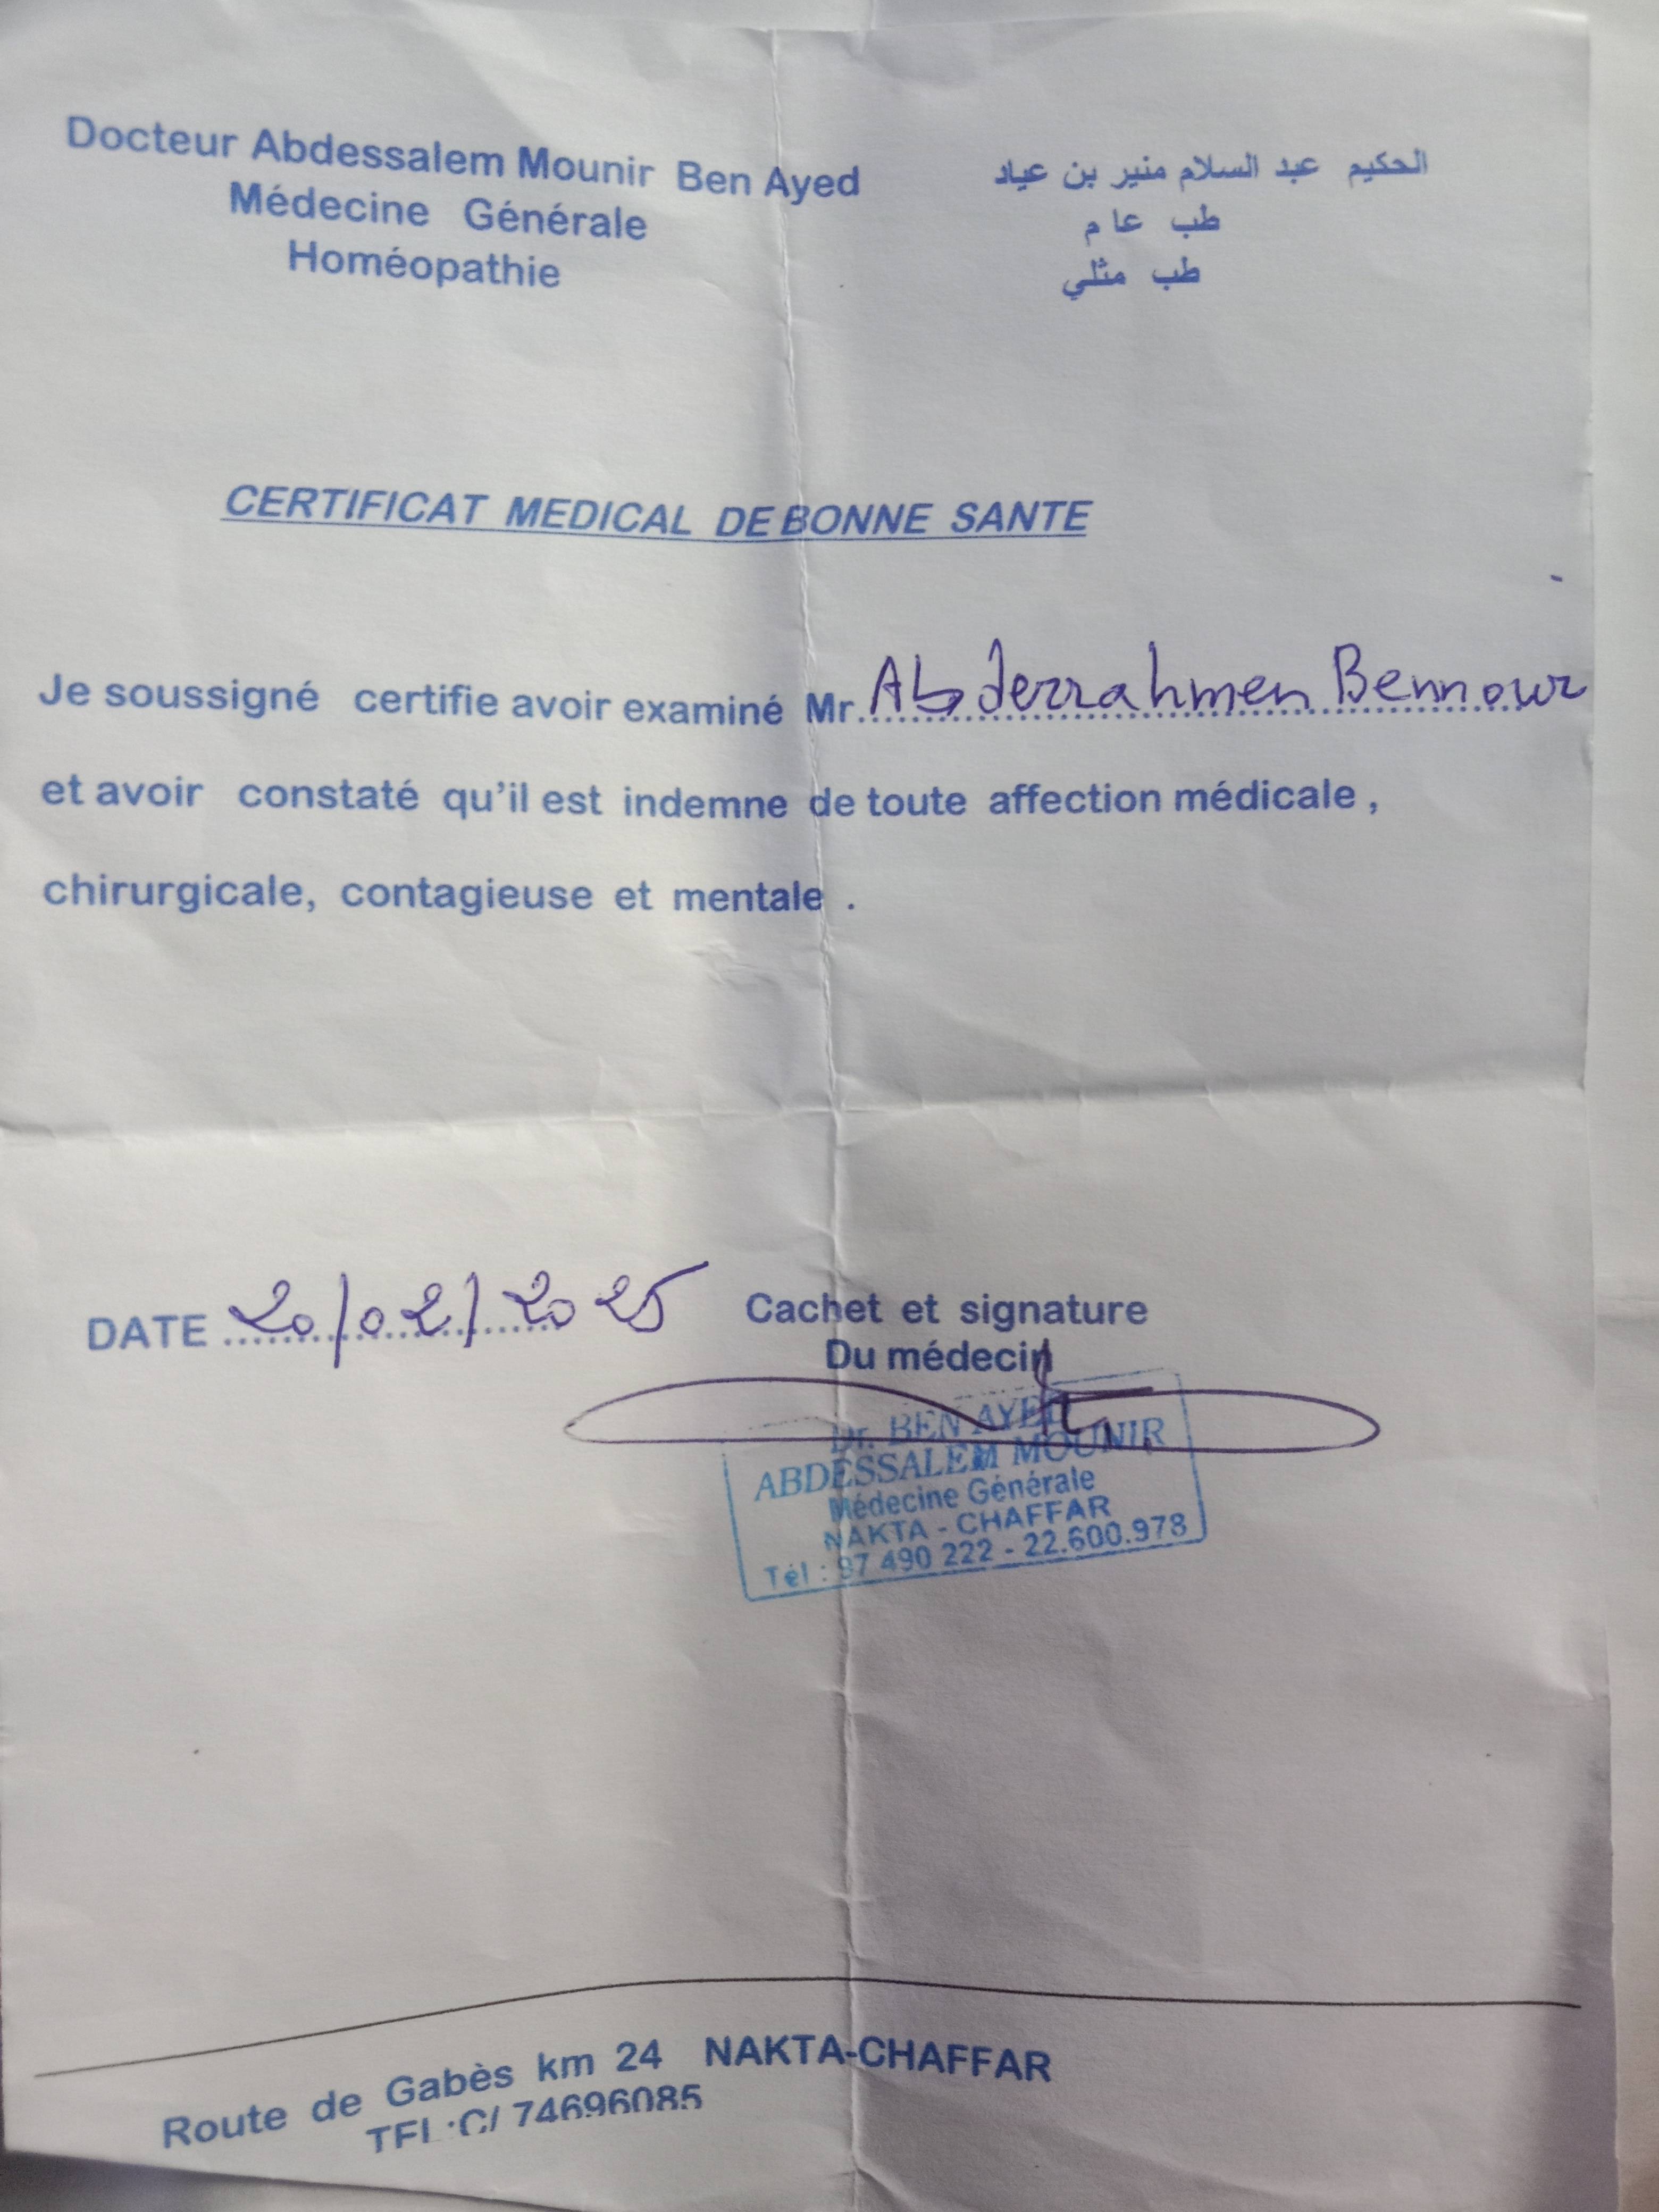 Docteur Abdessalem Mounir Ben Ayed
Médecine Générale
Homéopathie
الحكيم عبد السلام منير بن عياد
طب عام
طب مثلي
CERTIFICAT MEDICAL DE BONNE SANTE
Je soussigné certifie avoir examiné Mr. Abderrahmen Bennour
et avoir constaté qu'il est indemne de toute affection médicale ,
chirurgicale, contagieuse et mentale .
DATE 20/02/2025
Cachet et signature
Du médecin
Dr. BEN AYED
ABDESSALEM MOUNIR
Médecine Générale
NAKTA - CHAFFAR
Tél : 97 490 222 - 22.600.978
Route de Gabès km 24 NAKTA-CHAFFAR
TEL :C/ 74696085